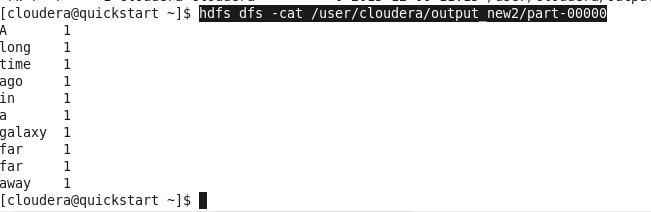 [cloudera@quickstart ~]$ hdfs dfs -cat /user/cloudera/output_new2/part-00000
A 1
long 1
time 1
ago 1
in 1
a 1
galaxy 1
far 1
far 1
away 1
[cloudera@quickstart ~]$